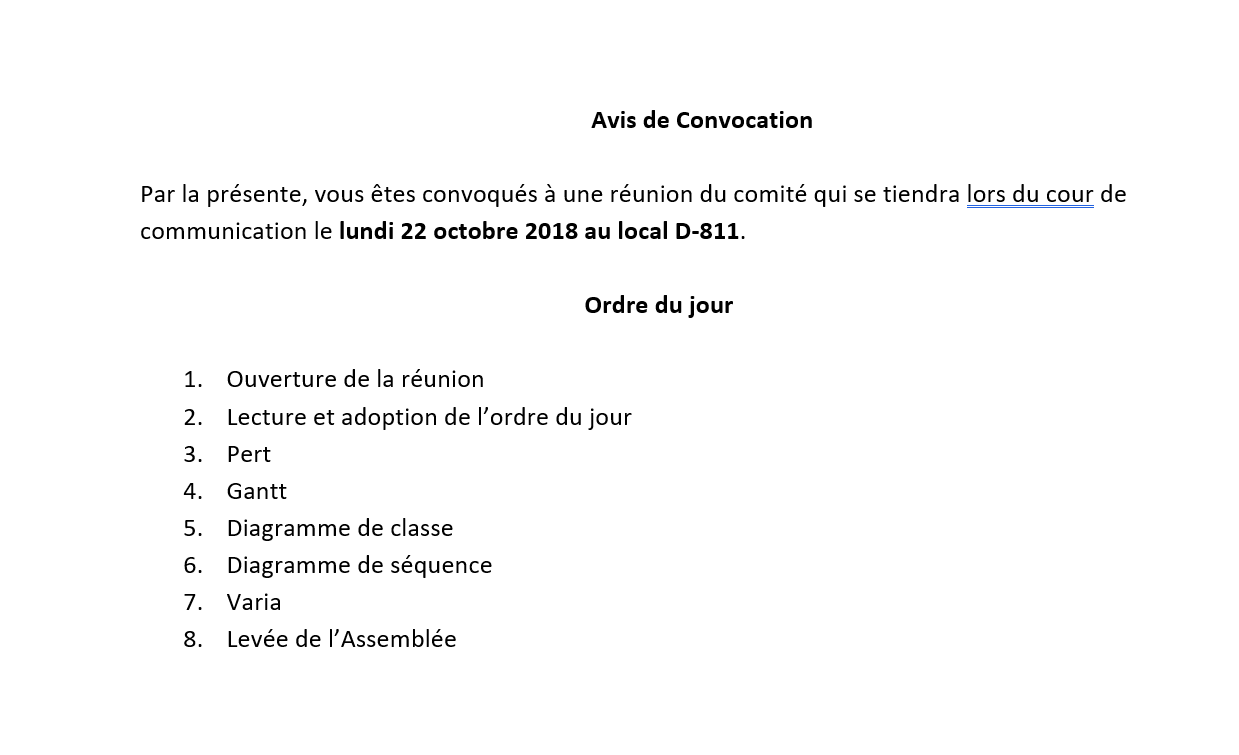 Avis de Convocation
Par la présente, vous êtes convoqués à une réunion du comité qui se tiendra lors du cour de
communication le lundi 22 octobre 2018 au local D-811.
Ordre du jour
1. Ouverture de la réunion
2. Lecture et adoption de l’ordre du jour
3. Pert
4. Gantt
5. Diagramme de classe
6. Diagramme de séquence
7. Varia
8. Levée de l’Assemblée